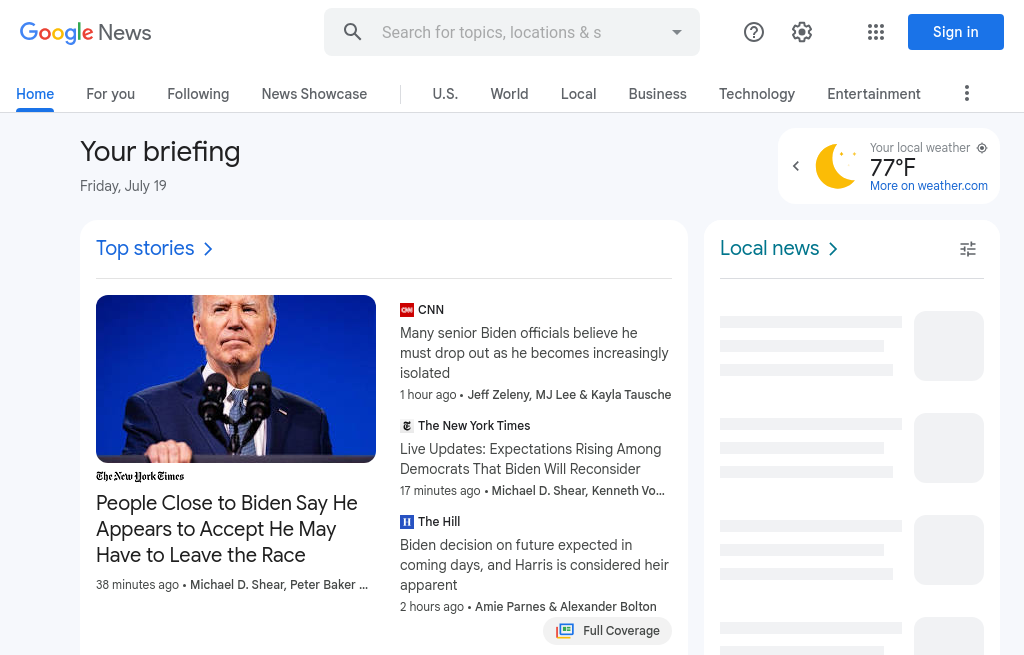 Google News
Search for topics, locations & s
Sign in
Home
For you
Following
News Showcase
U.S.
World
Local
Business
Technology
Entertainment
Your briefing
Friday, July 19
Your local weather
77°F
More on weather.com
Top stories
The New York Times
People Close to Biden Say He
Appears to Accept He May
Have to Leave the Race
38 minutes ago • Michael D. Shear, Peter Baker ...
CNN
CNN
Many senior Biden officials believe he
must drop out as he becomes increasingly
isolated
1 hour ago • Jeff Zeleny, MJ Lee & Kayla Tausche
The New York Times
Live Updates: Expectations Rising Among
Democrats That Biden Will Reconsider
17 minutes ago • Michael D. Shear, Kenneth Vo...
H
The Hill
Biden decision on future expected in
coming days, and Harris is considered heir
apparent
2 hours ago • Amie Parnes & Alexander Bolton
Full Coverage
Local news